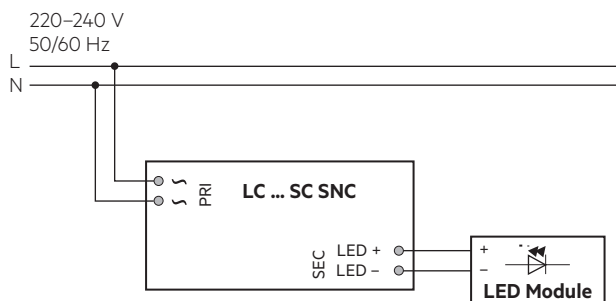 220–240 V
50/60 Hz
L
N
PRI
LC ... SC SNC
SEC
LED +
LED –
+
–
LED Module